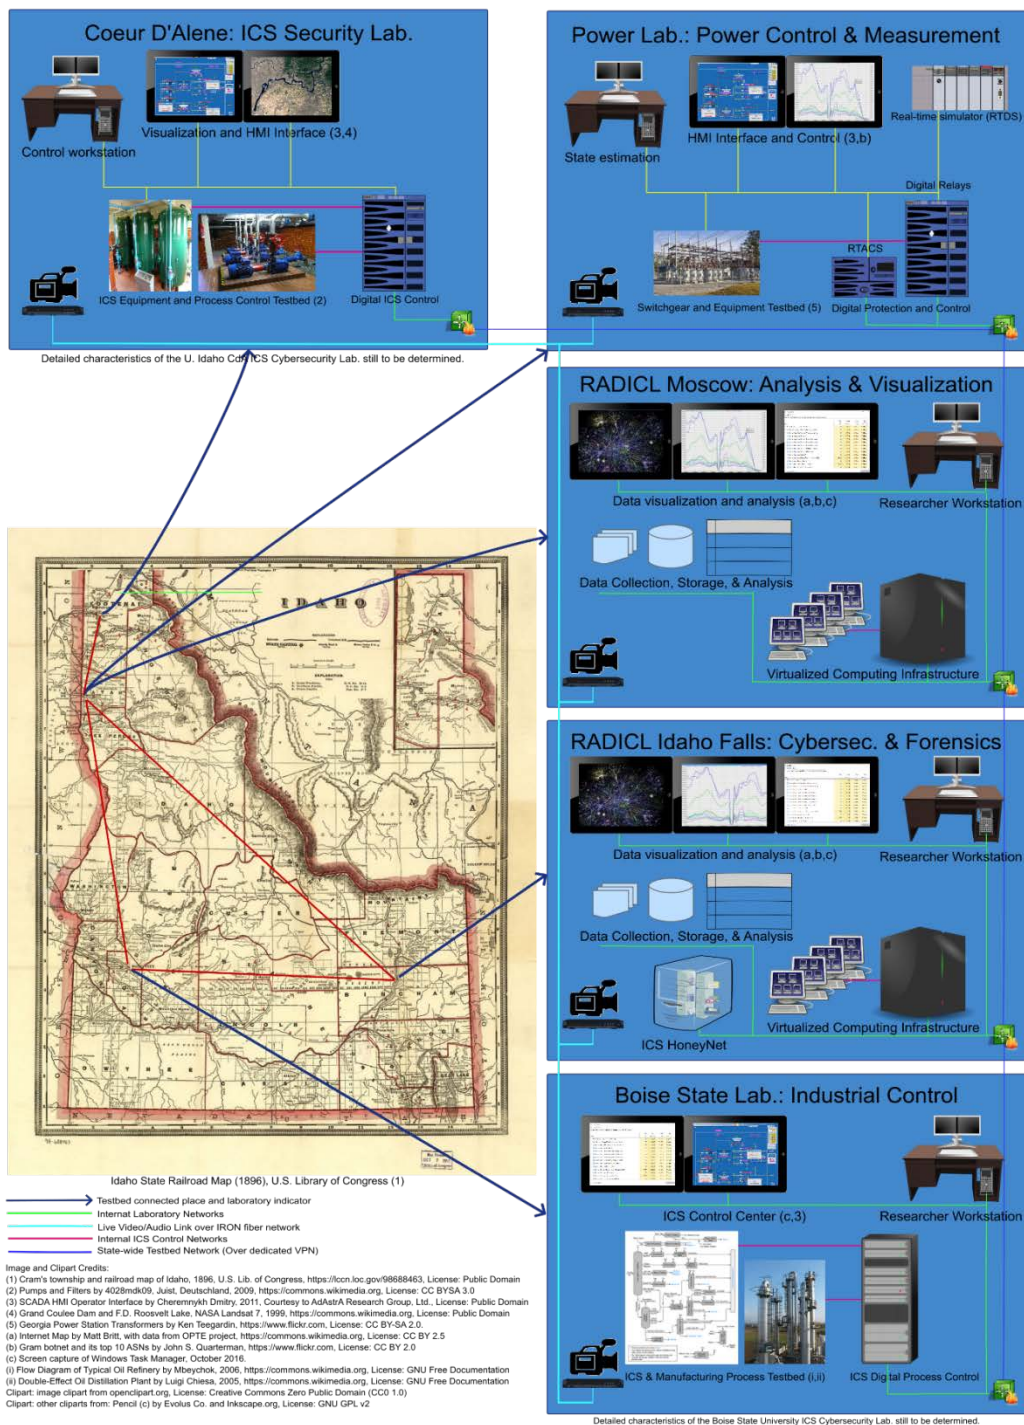 Coeur D'Alene: ICS Security Lab.
Visualization and HMI Interface (3,4)
Control workstation
ICS Equipment and Process Control Testbed (2)
Digital ICS Control
Detailed characteristics of the U. Idaho CdA ICS Cybersecurity Lab. still to be determined.
Power Lab.: Power Control & Measurement
Real-time simulator (RTDS)
HMI Interface and Control (3,b)
State estimation
Digital Relays
RTACS
Switchgear and Equipment Testbed (5)
Digital Protection and Control
RADICL Moscow: Analysis & Visualization
Data visualization and analysis (a,b,c)
Researcher Workstation
Data Collection, Storage, & Analysis
Virtualized Computing Infrastructure
RADICL Idaho Falls: Cybersec. & Forensics
Data visualization and analysis (a,b,c)
Researcher Workstation
Data Collection, Storage, & Analysis
Virtualized Computing Infrastructure
ICS HoneyNet
Boise State Lab.: Industrial Control
ICS Control Center (c,3)
Researcher Workstation
ICS & Manufacturing Process Testbed (i,ii)
ICS Digital Process Control
Detailed characteristics of the Boise State University ICS Cybersecurity Lab. still to be determined.
IDAHO
Idaho State Railroad Map (1896), U.S. Library of Congress (1)
Testbed connected place and laboratory indicator
Internal Laboratory Networks
Live Video/Audio Link over IRON fiber network
Internal ICS Control Networks
State-wide Testbed Network (Over dedicated VPN)
Image and Clipart Credits:
(1) Cram's township and railroad map of Idaho, 1896, U.S. Lib. of Congress, https://lccn.loc.gov/98688463, License: Public Domain
(2) Pumps and Filters by 4028mdk09, Juist, Deutschland, 2009, https://commons.wikimedia.org, License: CC BYSA 3.0
(3) SCADA HMI Operator Interface by Cheremnykh Dmitry, 2011, Courtesy to AdAstrA Research Group, Ltd., License: Public Domain
(4) Grand Coulee Dam and F.D. Roosvelt Lake, NASA Landsat 7, 1999, https://commons.wikimedia.org, License: Public Domain
(5) Georgia Power Station Transformers by Ken Teegardin, https://www.flickr.com, License: CC BY-SA 2.0.
(a) Internet Map by Matt Britt, with data from OPTE project, https://commons.wikimedia.org, License: CC BY 2.5
(b) Gram botnet and its top 10 ASNs by John S. Quarterman, https://www.flickr.com, License: CC BY 2.0
(c) Screen capture of Windows Task Manager, October 2016.
(i) Flow Diagram of Typical Oil Refinery by Mbeychok, 2006, https://commons.wikimedia.org, License: GNU Free Documentation
(ii) Double-Effect Oil Distillation Plant by Luigi Chiesa, 2005, https://commons.wikimedia.org, License: GNU Free Documentation
Clipart: image clipart from openclipart.org, License: Creative Commons Zero Public Domain (CC0 1.0)
Clipart: other cliparts from: Pencil (c) by Evolus Co. and Inkscape.org, License: GNU GPL v2